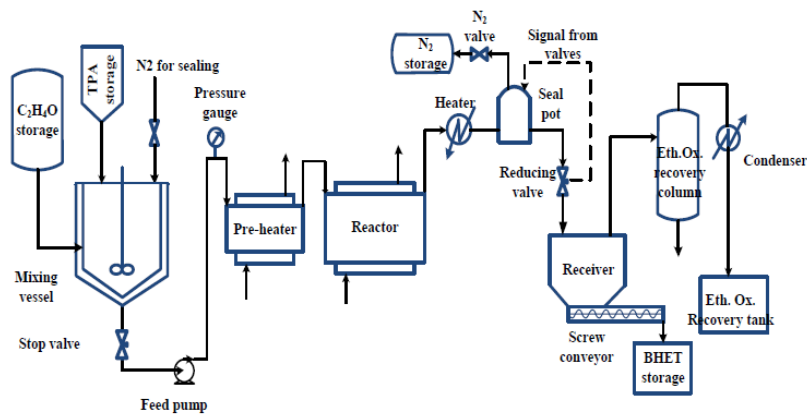 N2 for sealing
TPA
storage
C₂H₄O
storage
Pressure
gauge
N₂
valve
N₂
storage
Signal from
valves
Heater
Seal
pot
Reducing
valve
Eth.Ox.
recovery
column
Condenser
Pre-heater
Reactor
Mixing
vessel
Receiver
Eth. Ox.
Recovery tank
Stop valve
Screw
conveyor
BHET
storage
Feed pump